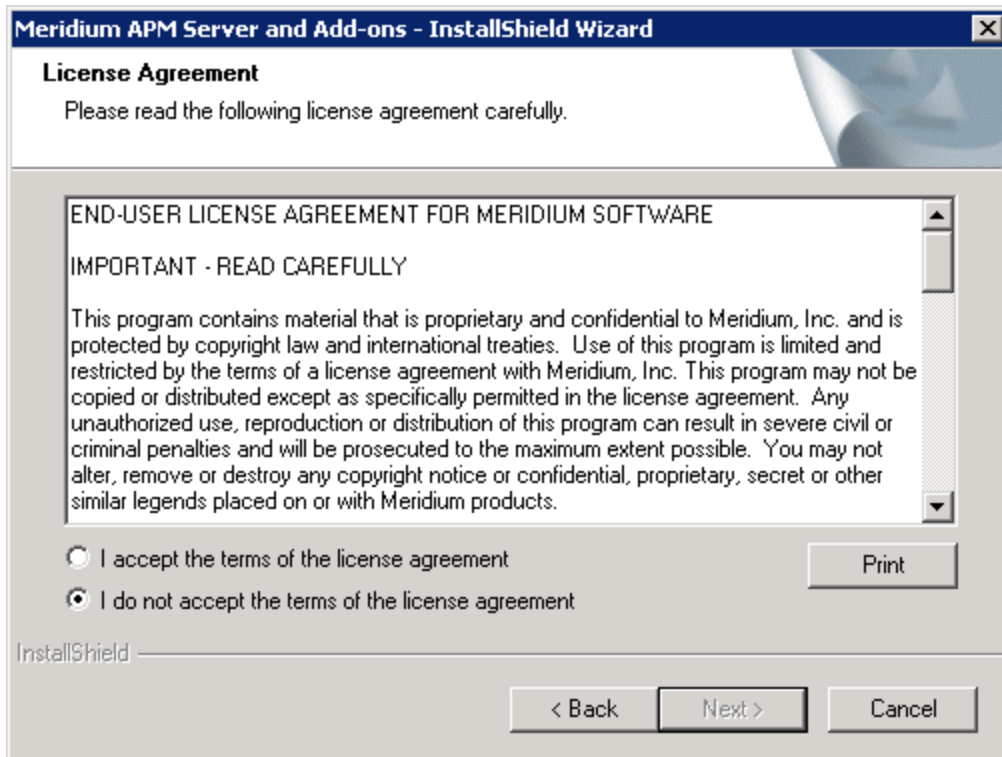 Meridium APM Server and Add-ons - InstallShield Wizard
License Agreement
Please read the following license agreement carefully.
END-USER LICENSE AGREEMENT FOR MERIDIUM SOFTWARE
IMPORTANT - READ CAREFULLY
This program contains material that is proprietary and confidential to Meridium, Inc. and is
protected by copyright law and international treaties.  Use of this program is limited and
restricted by the terms of a license agreement with Meridium, Inc. This program may not be
copied or distributed except as specifically permitted in the license agreement.  Any
unauthorized use, reproduction or distribution of this program can result in severe civil or
criminal penalties and will be prosecuted to the maximum extent possible.  You may not
alter, remove or destroy any copyright notice or confidential, proprietary, secret or other
similar legends placed on or with Meridium products.
I accept the terms of the license agreement
Print
I do not accept the terms of the license agreement
InstallShield
< Back
Next >
Cancel